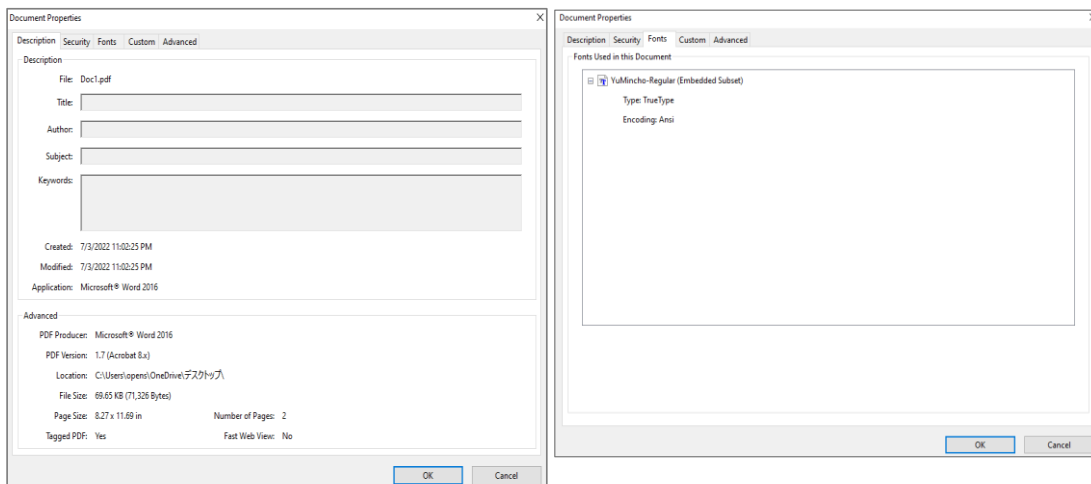 Document Properties
Description Security Fonts Custom Advanced
Description
File: Doc1.pdf
Title:
Author:
Subject:
Keywords:
Created: 7/3/2022 11:02:25 PM
Modified: 7/3/2022 11:02:25 PM
Application: Microsoft® Word 2016
Advanced
PDF Producer: Microsoft® Word 2016
PDF Version: 1.7 (Acrobat 8.x)
Location: C:\Users\opens\OneDrive\デスクトップ\
File Size: 69.65 KB (71,326 Bytes)
Page Size: 8.27 x 11.69 in Number of Pages: 2
Tagged PDF: Yes Fast Web View: No
OK Cancel
Document Properties
Description Security Fonts Custom Advanced
Fonts Used in this Document
YuMincho-Regular (Embedded Subset)
Type: TrueType
Encoding: Ansi
OK Cancel